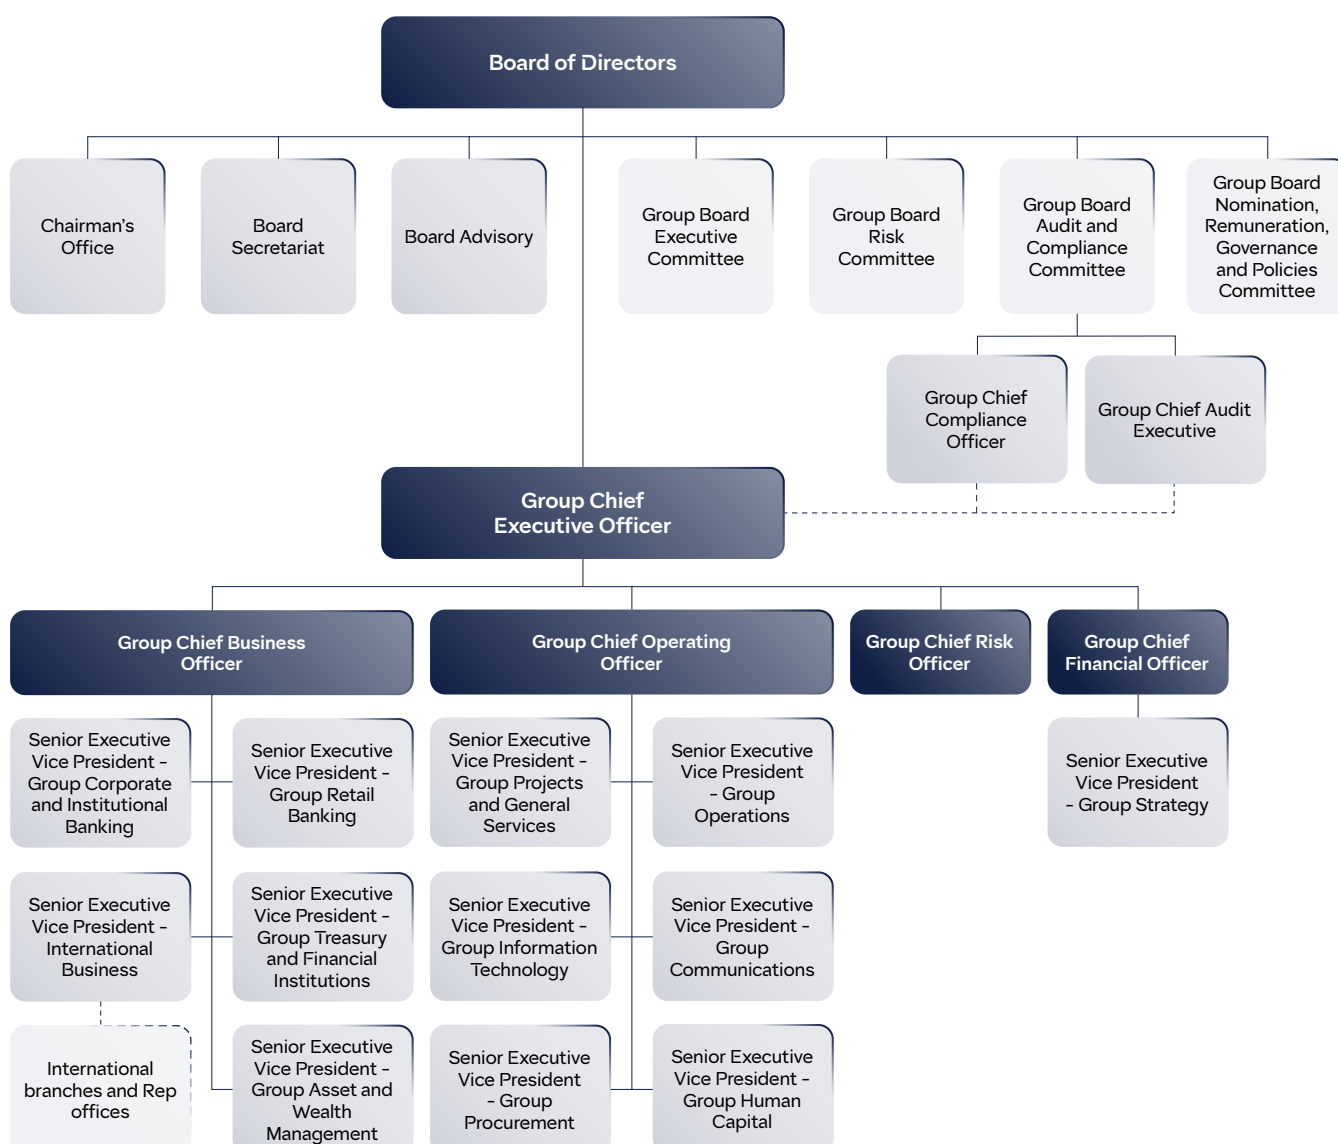 Board of Directors
Chairman's
Office
Board
Secretariat
Board Advisory
Group Board
Executive
Committee
Group Board
Risk
Committee
Group Board
Audit and
Compliance
Committee
Group Board
Nomination,
Remuneration,
Governance
and Policies
Committee
Group Chief
Compliance
Officer
Group Chief Audit
Executive
Group Chief
Executive Officer
Group Chief Business
Officer
Group Chief Operating
Officer
Group Chief Risk
Officer
Group Chief
Financial Officer
Senior Executive
Vice President –
Group Corporate
and Institutional
Banking
Senior Executive
Vice President –
Group Retail
Banking
Senior Executive
Vice President –
Group Projects
and General
Services
Senior Executive
Vice President
– Group
Operations
Senior Executive
Vice President
– Group Strategy
Senior Executive
Vice President –
International
Business
Senior Executive
Vice President –
Group Treasury
and Financial
Institutions
Senior Executive
Vice President –
Group Information
Technology
Senior Executive
Vice President –
Group
Communications
International
branches and Rep
offices
Senior Executive
Vice President –
Group Asset and
Wealth
Management
Senior Executive
Vice President
– Group
Procurement
Senior Executive
Vice President –
Group Human
Capital